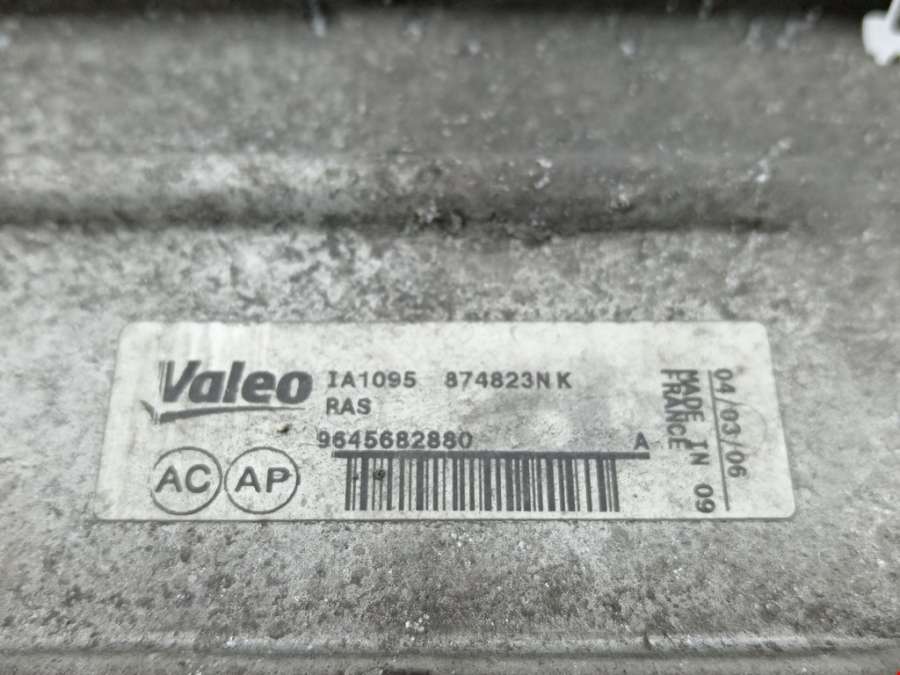 Valeo IA1095 874823NK
RAS
9645682880 A
AC AP
04/03/06
MADE IN 09
FRANCE